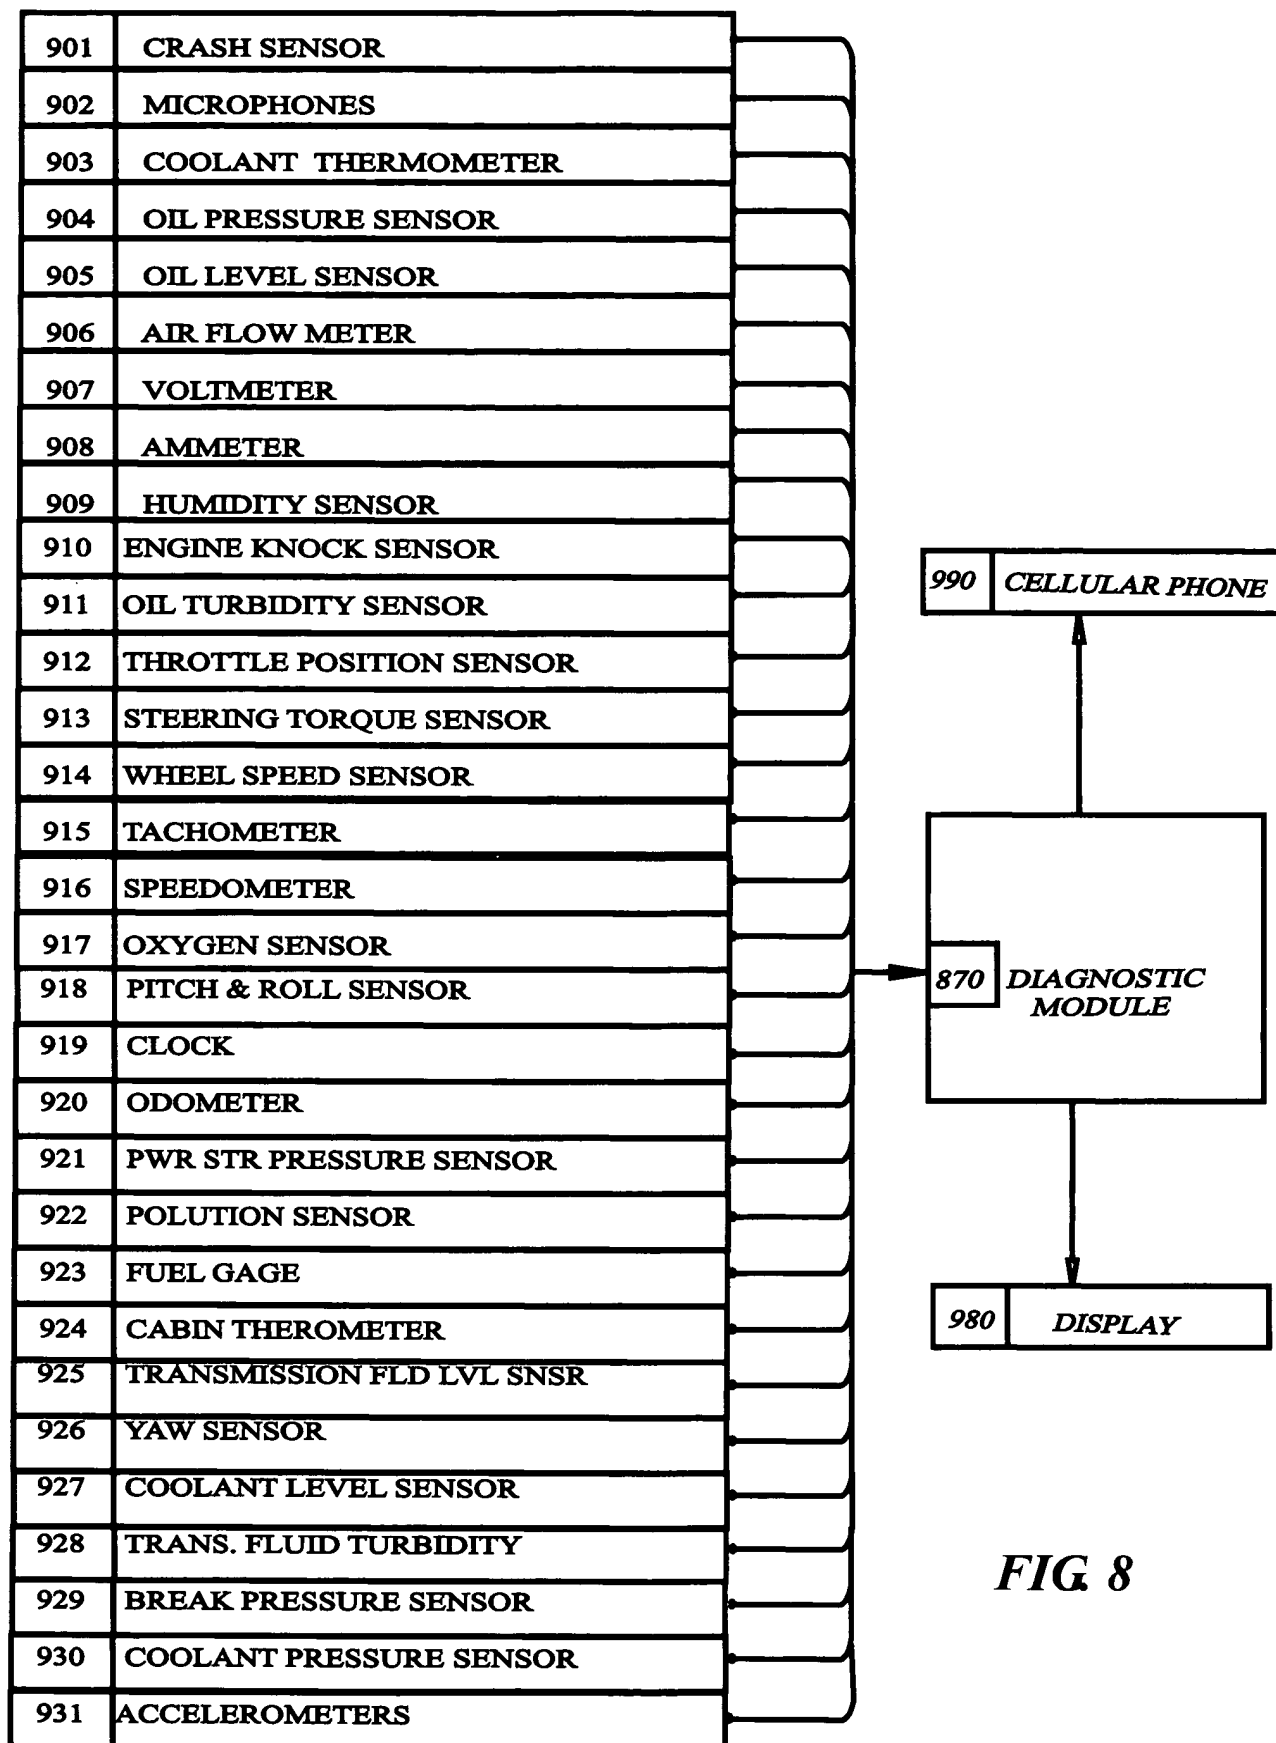 901 CRASH SENSOR
902 MICROPHONES
903 COOLANT THERMOMETER
904 OIL PRESSURE SENSOR
905 OIL LEVEL SENSOR
906 AIR FLOW METER
907 VOLTMETER
908 AMMETER
909 HUMIDITY SENSOR
910 ENGINE KNOCK SENSOR
911 OIL TURBIDITY SENSOR
912 THROTTLE POSITION SENSOR
913 STEERING TORQUE SENSOR
914 WHEEL SPEED SENSOR
915 TACHOMETER
916 SPEEDOMETER
917 OXYGEN SENSOR
918 PITCH & ROLL SENSOR
919 CLOCK
920 ODOMETER
921 PWR STR PRESSURE SENSOR
922 POLUTION SENSOR
923 FUEL GAGE
924 CABIN THEROMETER
925 TRANSMISSION FLD LVL SNSR
926 YAW SENSOR
927 COOLANT LEVEL SENSOR
928 TRANS. FLUID TURBIDITY
929 BREAK PRESSURE SENSOR
930 COOLANT PRESSURE SENSOR
931 ACCELEROMETERS
990 CELLULAR PHONE
870 DIAGNOSTIC
MODULE
980 DISPLAY
FIG. 8